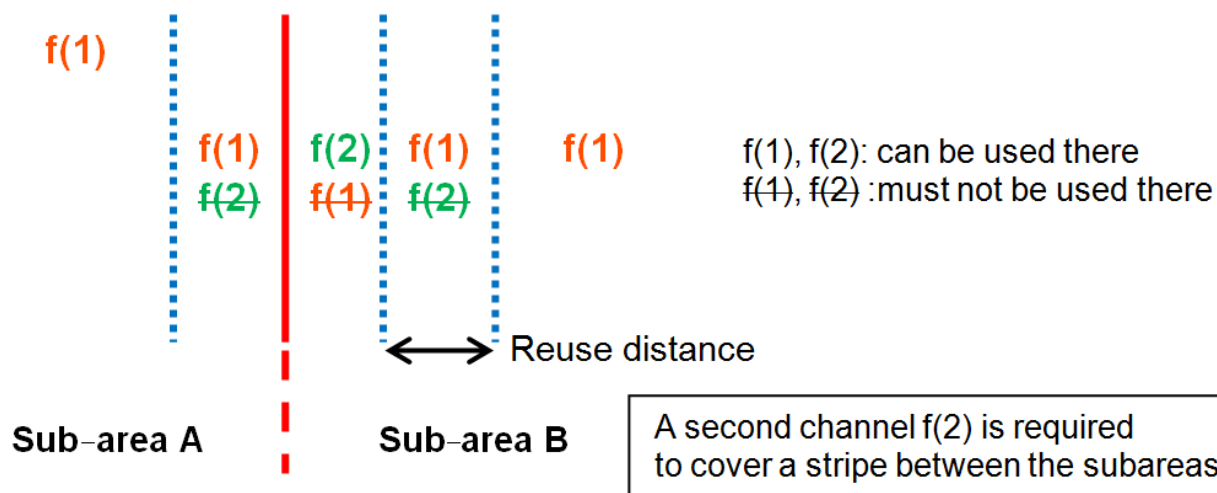 f(1)
f(1) f(2) f(1) f(1)
f(2) f(1) f(2)
f(1), f(2): can be used there
f(1), f(2) :must not be used there
Reuse distance
Sub-area A
Sub-area B
A second channel f(2) is required
to cover a stripe between the subareas